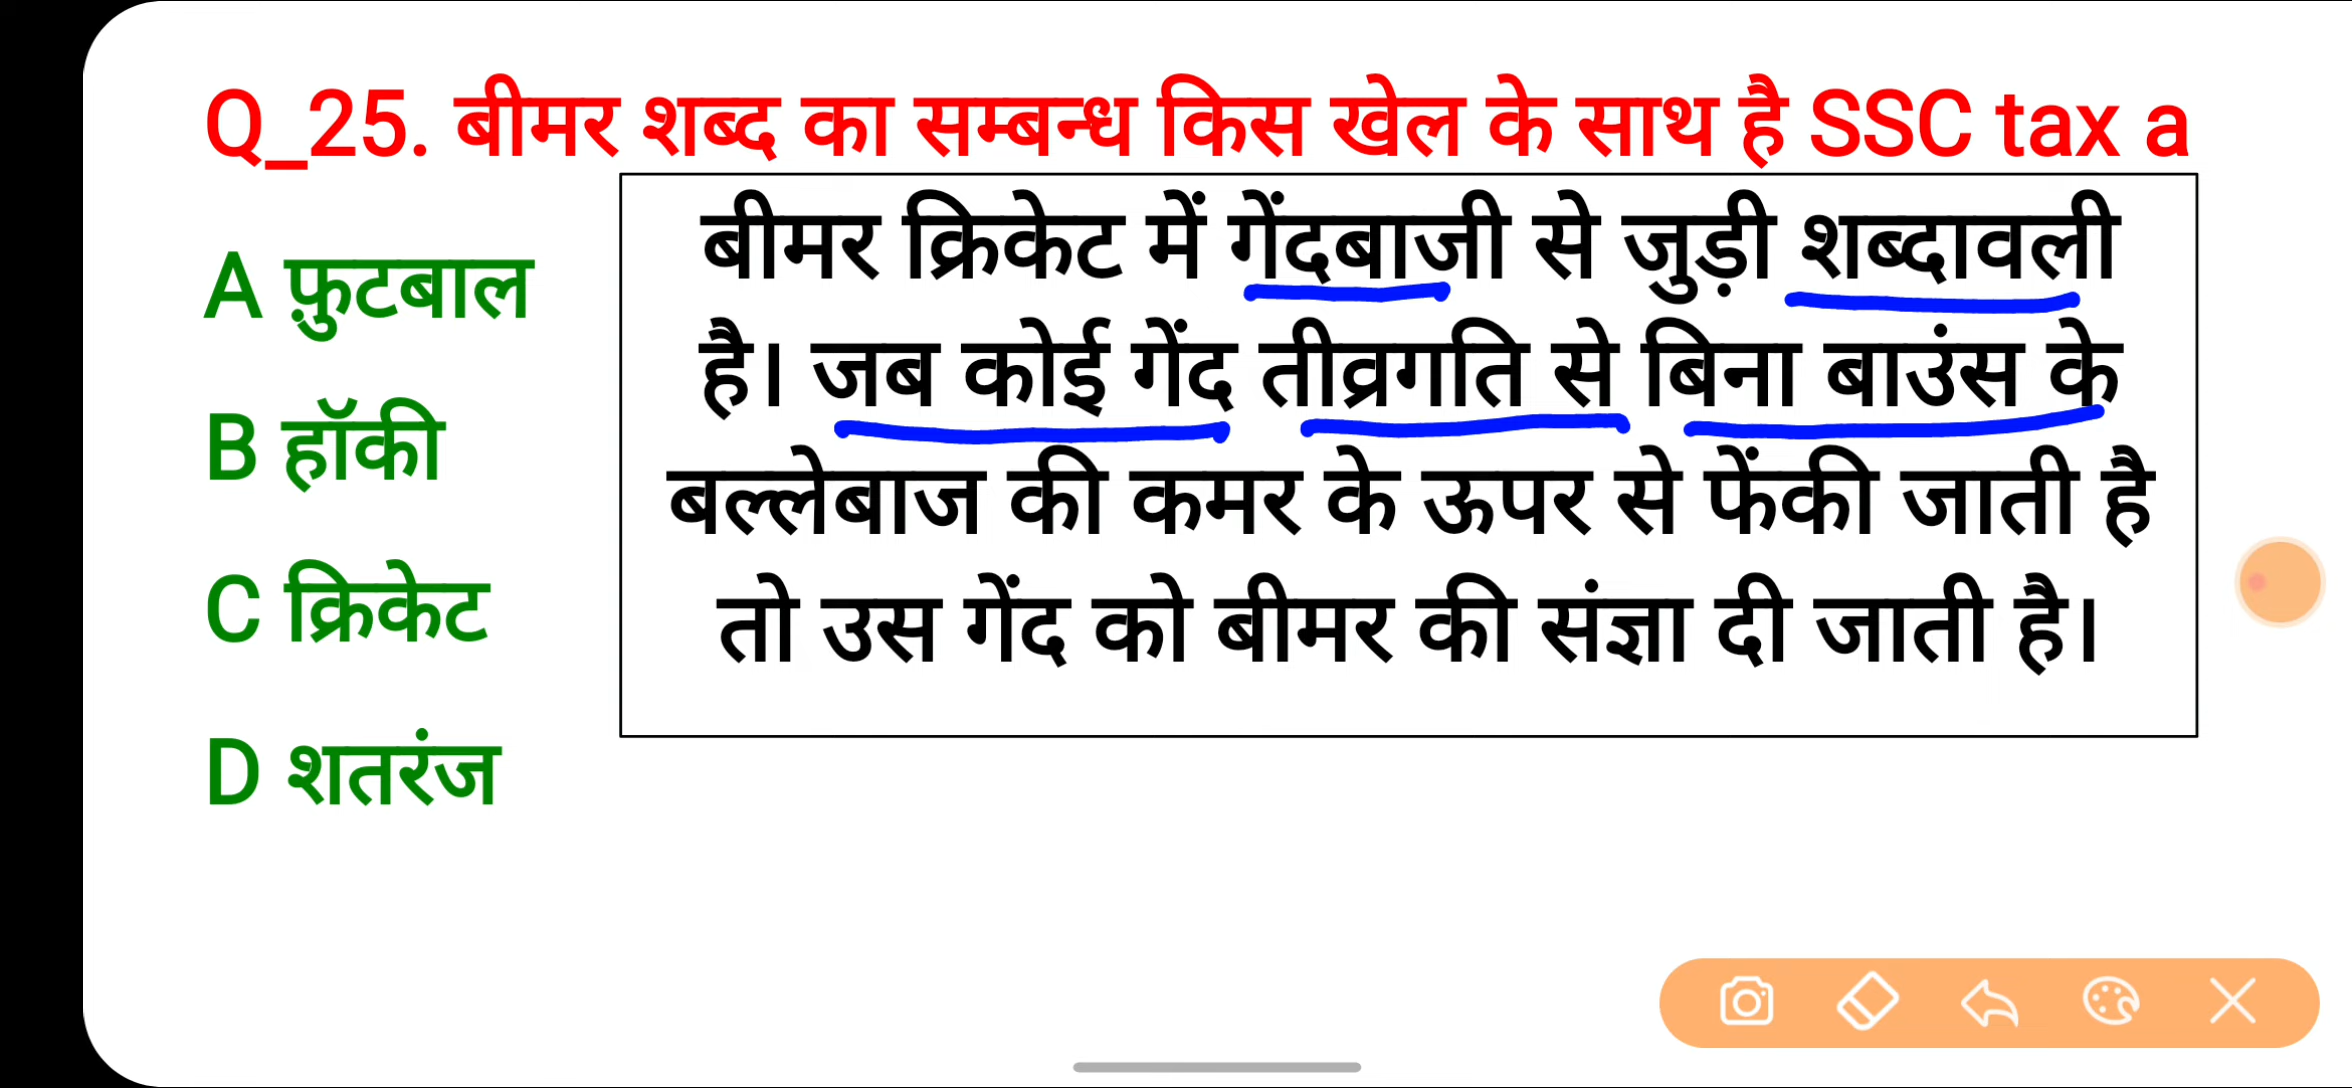 Q_25. बीमर शब्द का सम्बन्ध किस खेल के साथ है SSC tax a
A फ़ुटबाल
B हॉकी
C क्रिकेट
D शतरंज
बीमर क्रिकेट में गेंदबाजी से जुड़ी शब्दावली
है। जब कोई गेंद तीव्रगति से बिना बाउंस के
बल्लेबाज की कमर के ऊपर से फेंकी जाती है
तो उस गेंद को बीमर की संज्ञा दी जाती है।